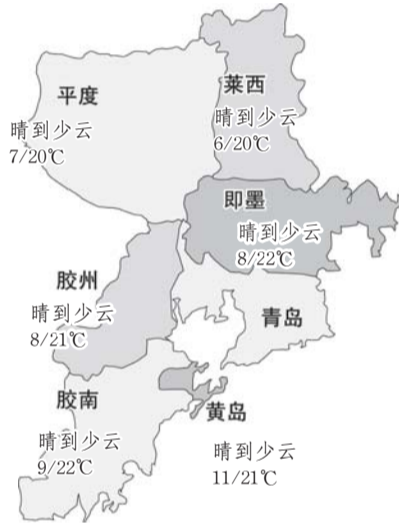 莱西
晴到少云
6/20℃
平度
晴到少云
7/20℃
即墨
晴到少云
8/22℃
胶州
晴到少云
8/21℃
青岛
胶南
晴到少云
9/22℃
黄岛
晴到少云
11/21℃